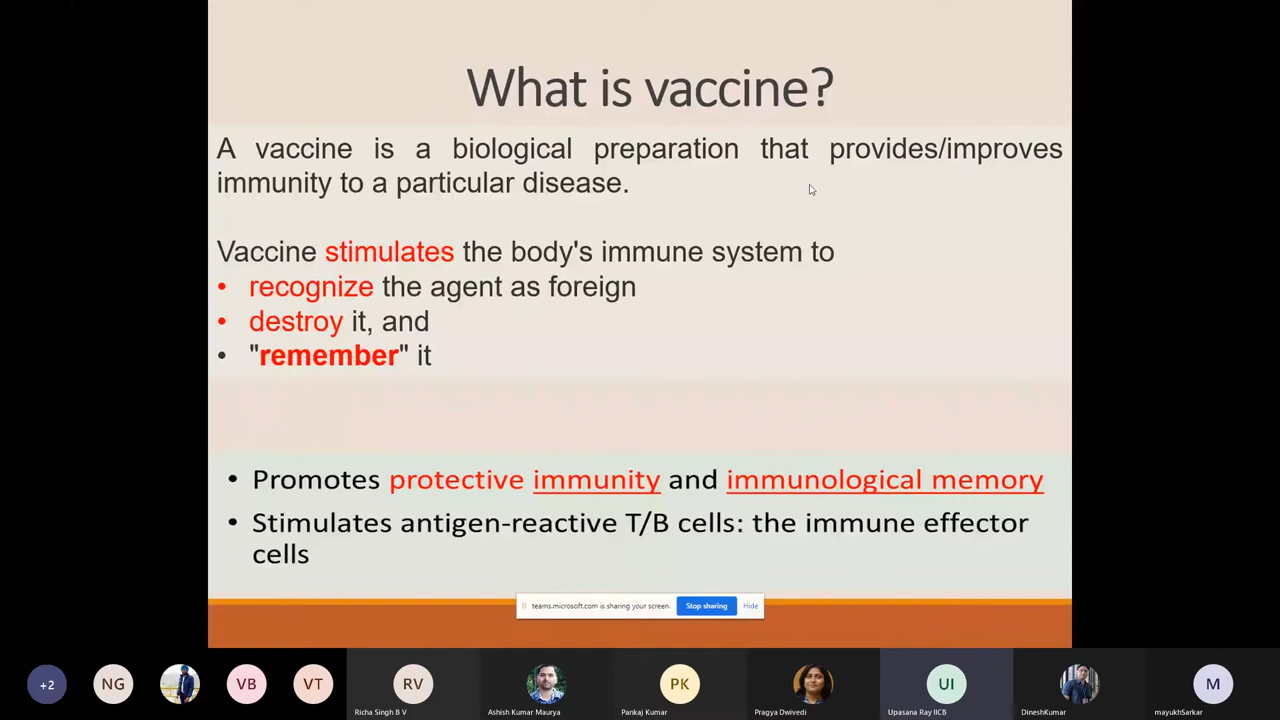 What is vaccine?
A vaccine is a biological preparation that provides/improves
immunity to a particular disease.
Vaccine stimulates the body's immune system to
• recognize the agent as foreign
• destroy it, and
• "remember" it
• Promotes protective immunity and immunological memory
• Stimulates antigen-reactive T/B cells: the immune effector
cells
teams.microsoft.com is sharing your screen. Stop sharing Hide
+2 NG VB VT RV PK UI M
Richa Singh B V Ashish Kumar Maurya Pankaj Kumar Pragya Dwivedi Upasana Ray IICB DineshKumar mayukhSarkar